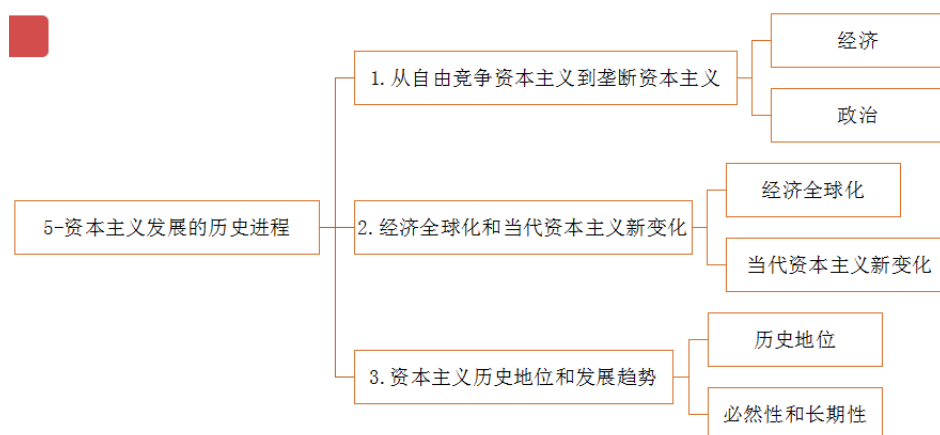 5-资本主义发展的历史进程
1.从自由竞争资本主义到垄断资本主义
经济
政治
2.经济全球化和当代资本主义新变化
经济全球化
当代资本主义新变化
3.资本主义历史地位和发展趋势
历史地位
必然性和长期性